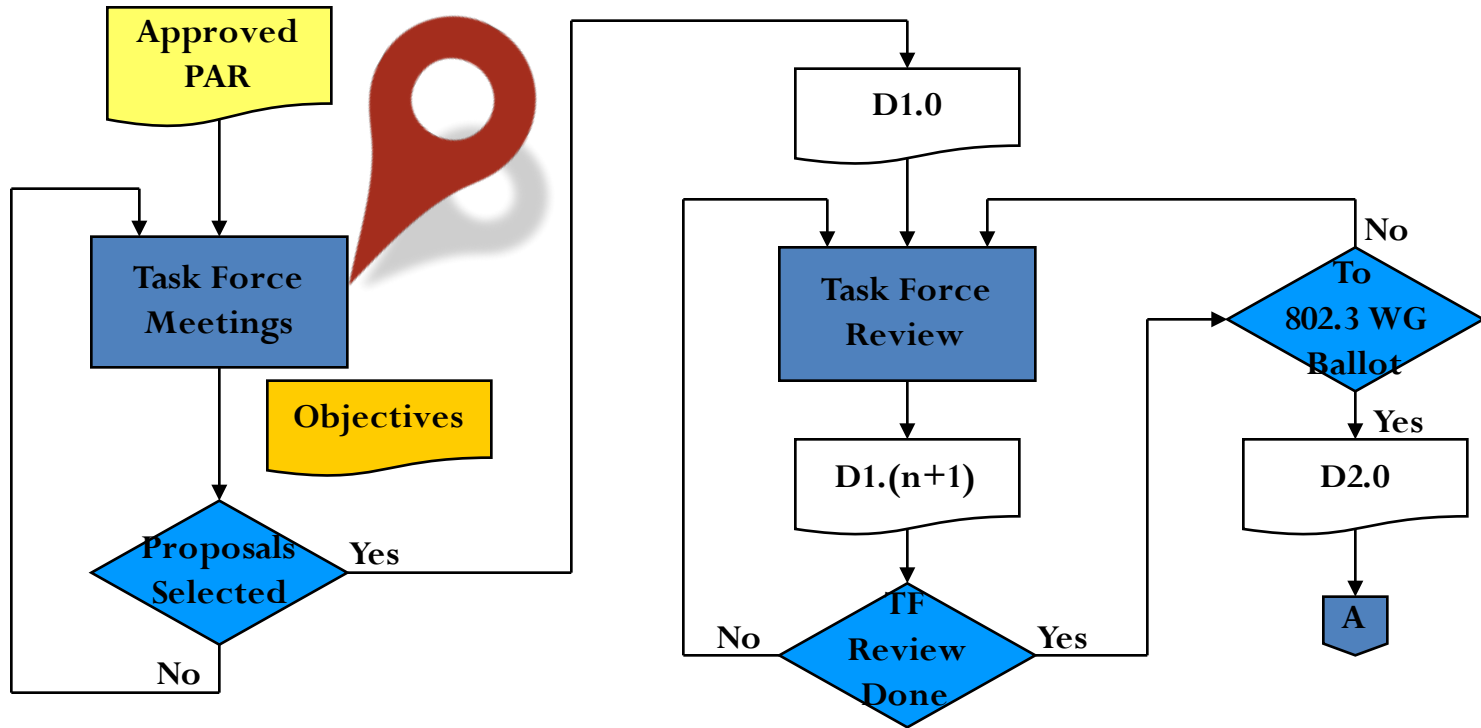 Approved
PAR
Task Force
Meetings
Objectives
Proposals
Selected
Yes
No
D1.0
Task Force
Review
D1.(n+1)
TF
Review
Done
No
Yes
To
802.3 WG
Ballot
No
Yes
D2.0
A